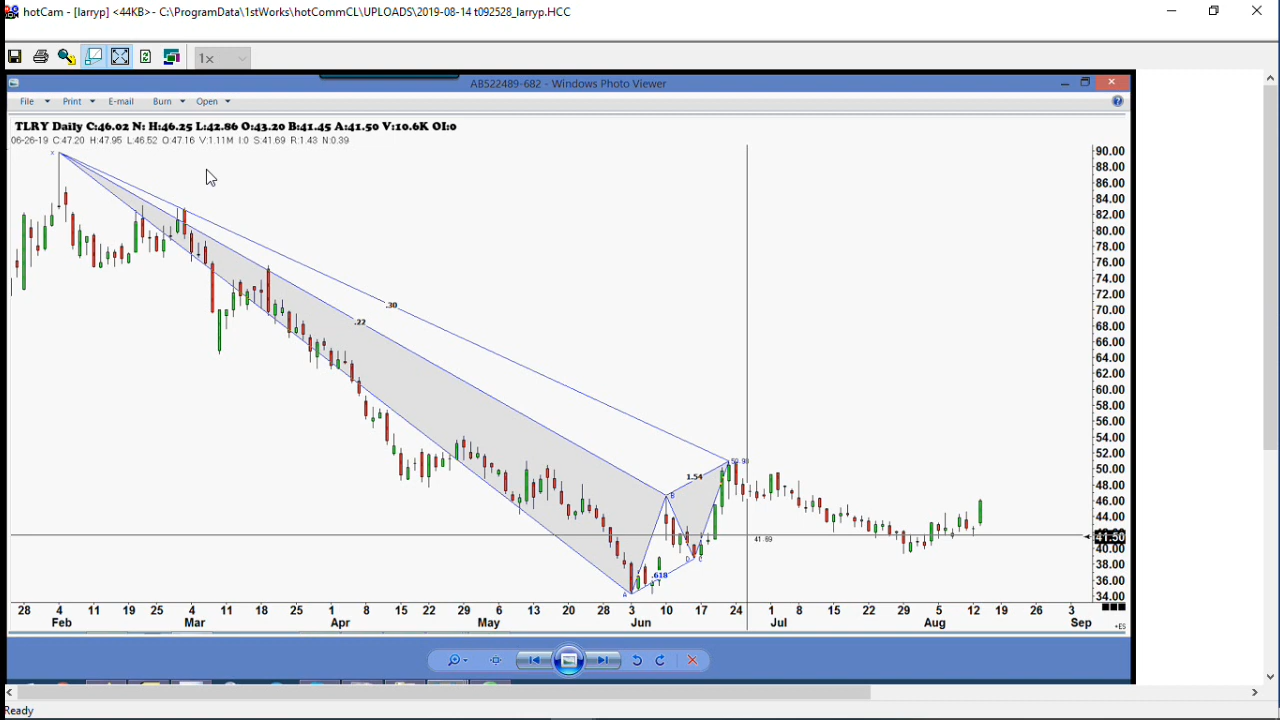 hotCam - [larryp] <44KB>- C:\ProgramData\1stWorks\hotCommCL\UPLOADS\2019-08-14 t092528_larryp.HCC
1x
AB522489-682 - Windows Photo Viewer
File Print E-mail Burn Open
TLRY Daily C:46.02 N: H:46.25 L:42.86 O:43.20 B:41.45 A:41.50 V:10.6K OI:0
06-26-19 C:47.20 H:47.95 L:46.52 O:47.16 V:1.11M I:0 S:41.69 R:1.43 N:0.39
X
90.00
88.00
86.00
84.00
82.00
80.00
78.00
76.00
74.00
72.00
70.00
68.00
66.00
64.00
62.00
60.00
58.00
56.00
54.00
52.00
50.00
48.00
46.00
44.00
41.50
40.00
38.00
36.00
34.00
.30
.22
1.54
B
41.69
D C
.618
A
28 4 11 19 25 4 11 18 25 1 8 15 22 29 6 13 20 28 3 10 17 24 1 8 15 22 29 5 12 19 26 3
Feb Mar Apr May Jun Jul Aug Sep
+ES
Ready